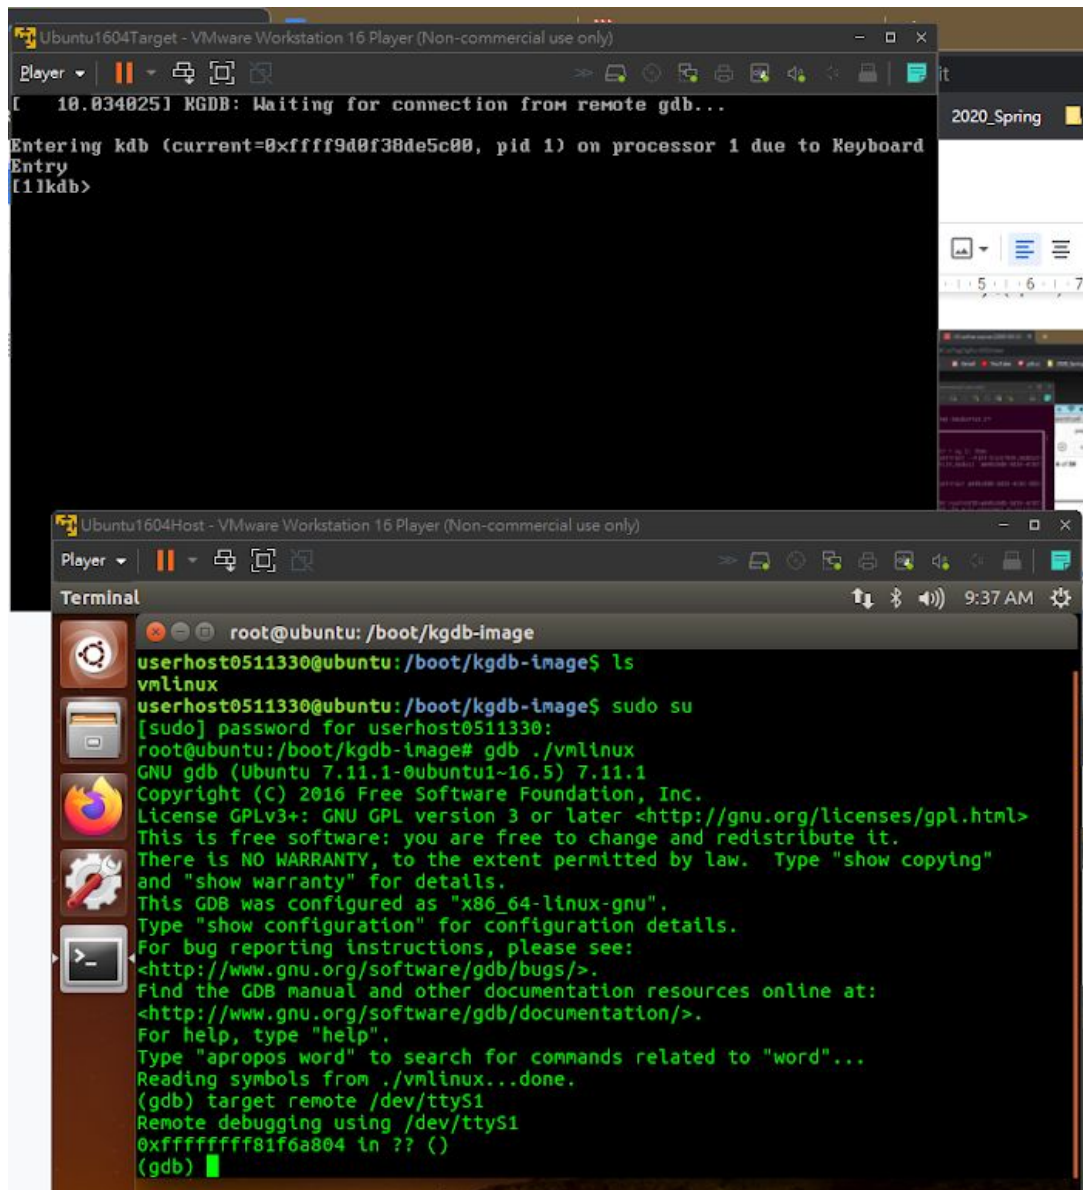 Ubuntu1604Target - VMware Workstation 16 Player (Non-commercial use only)
Player
it
2020_Spring
[   10.034025] KGDB: Waiting for connection from remote gdb...
Entering kdb (current=0xffff9d0f38de5c00, pid 1) on processor 1 due to Keyboard
Entry
[1]kdb>
5 6 7
Ubuntu1604Host - VMware Workstation 16 Player (Non-commercial use only)
Player
Terminal
9:37 AM
root@ubuntu: /boot/kgdb-image
userhost0511330@ubuntu:/boot/kgdb-image$ ls
vmlinux
userhost0511330@ubuntu:/boot/kgdb-image$ sudo su
[sudo] password for userhost0511330:
root@ubuntu:/boot/kgdb-image# gdb ./vmlinux
GNU gdb (Ubuntu 7.11.1-0ubuntu1~16.5) 7.11.1
Copyright (C) 2016 Free Software Foundation, Inc.
License GPLv3+: GNU GPL version 3 or later <http://gnu.org/licenses/gpl.html>
This is free software: you are free to change and redistribute it.
There is NO WARRANTY, to the extent permitted by law.  Type "show copying"
and "show warranty" for details.
This GDB was configured as "x86_64-linux-gnu".
Type "show configuration" for configuration details.
For bug reporting instructions, please see:
<http://www.gnu.org/software/gdb/bugs/>.
Find the GDB manual and other documentation resources online at:
<http://www.gnu.org/software/gdb/documentation/>.
For help, type "help".
Type "apropos word" to search for commands related to "word"...
Reading symbols from ./vmlinux...done.
(gdb) target remote /dev/ttyS1
Remote debugging using /dev/ttyS1
0xffffffff81f6a804 in ?? ()
(gdb)